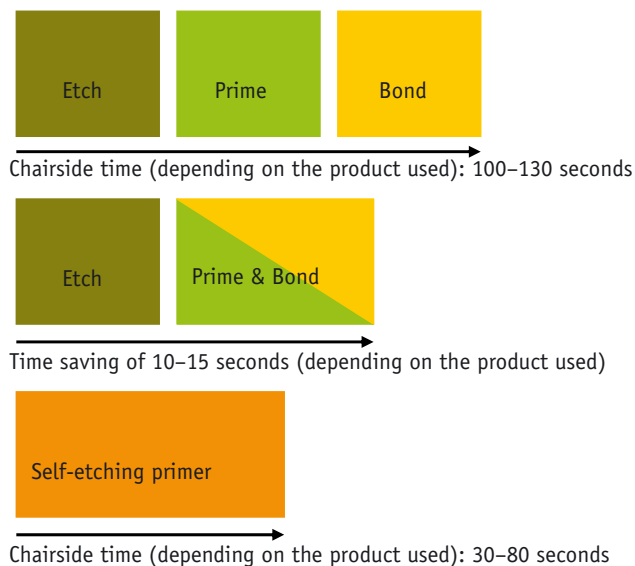 Etch Prime Bond
Chairside time (depending on the product used): 100–130 seconds
Etch Prime & Bond
Time saving of 10–15 seconds (depending on the product used)
Self-etching primer
Chairside time (depending on the product used): 30–80 seconds